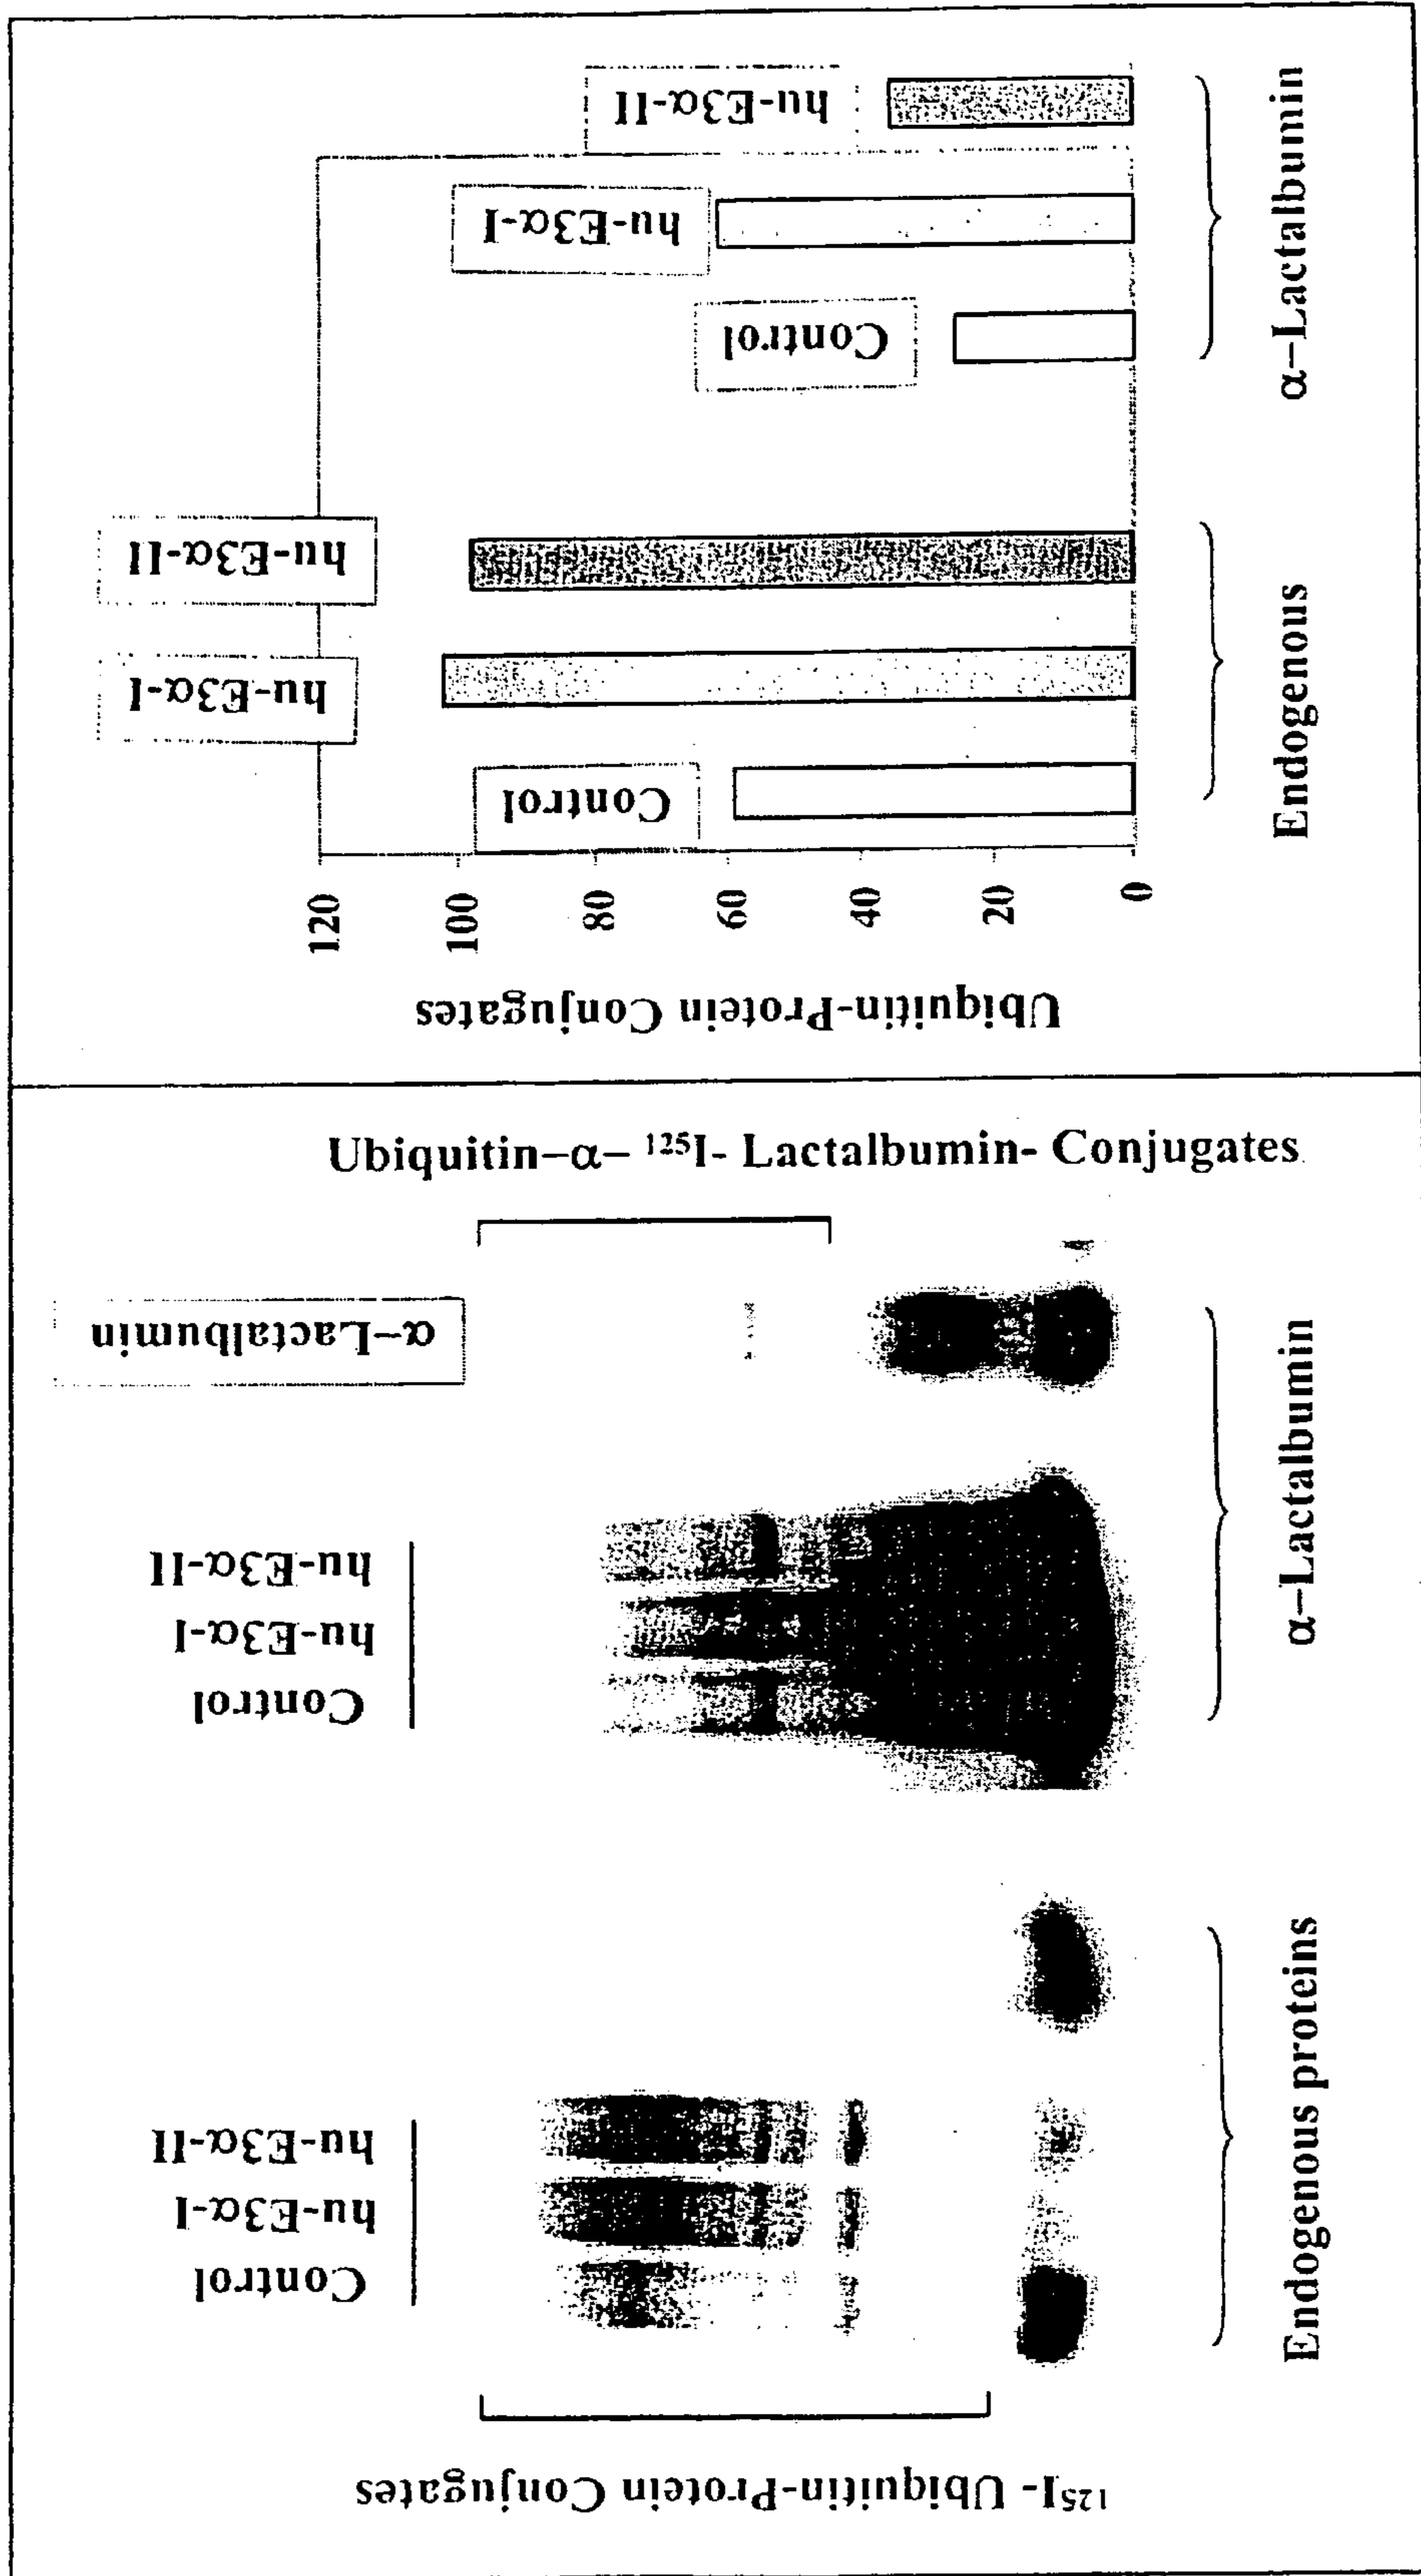 ¹²⁵I- Ubiquitin-Protein Conjugates
Control
hu-E3α-I
hu-E3α-II
Control
hu-E3α-I
hu-E3α-II
α–Lactalbumin
Ubiquitin–α– ¹²⁵I- Lactalbumin- Conjugates
Endogenous proteins
α–Lactalbumin
Ubiquitin-Protein Conjugates
120
100
80
60
40
20
0
Control
hu-E3α-I
hu-E3α-II
Control
hu-E3α-I
hu-E3α-II
Endogenous
α–Lactalbumin